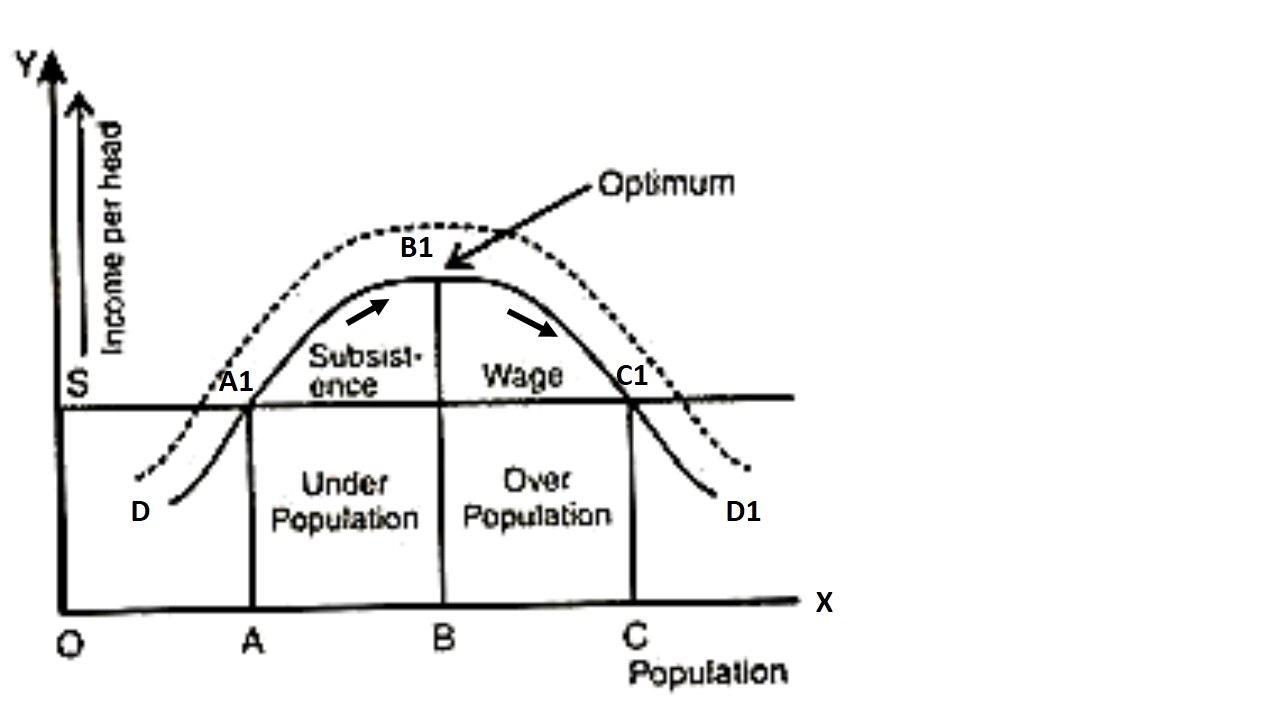 Y
Income per head
Optimum
B1
S
A1
Subsist-
ence
Wage
C1
Under
Population
Over
Population
D
D1
X
O
A
B
C
Population